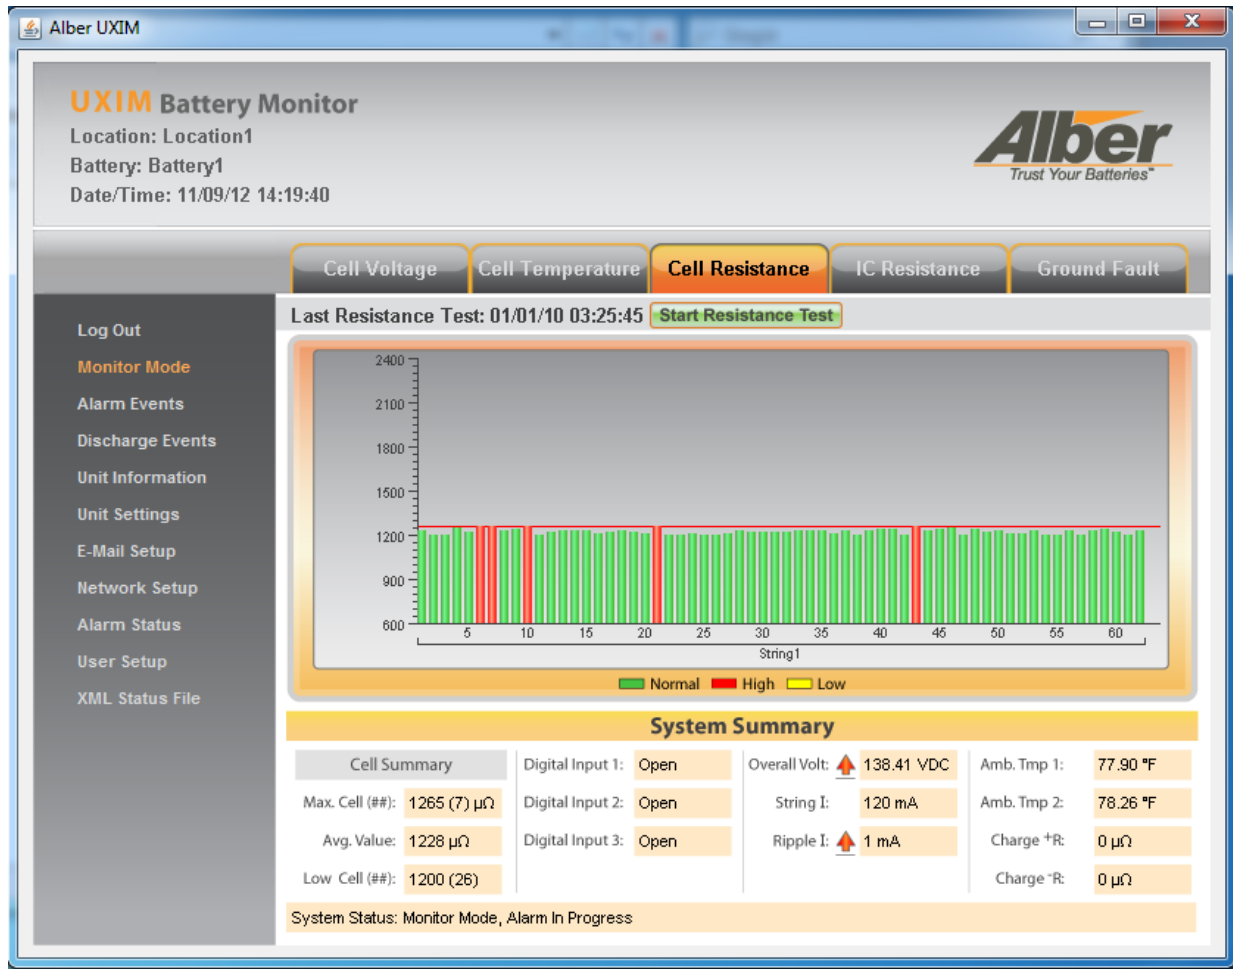 Alber UXIM
UXIM Battery Monitor
Location: Location1
Battery: Battery1
Date/Time: 11/09/12 14:19:40
Alber
Trust Your Batteries™
Cell Voltage
Cell Temperature
Cell Resistance
IC Resistance
Ground Fault
Last Resistance Test: 01/01/10 03:25:45
Start Resistance Test
Log Out
Monitor Mode
Alarm Events
Discharge Events
Unit Information
Unit Settings
E-Mail Setup
Network Setup
Alarm Status
User Setup
XML Status File
2400
2100
1800
1500
1200
900
600
5 10 15 20 25 30 35 40 45 50 55 60
String1
Normal High Low
System Summary
Cell Summary
Max. Cell (##): 1265 (7) µΩ
Avg. Value: 1228 µΩ
Low Cell (##): 1200 (26)
Digital Input 1: Open
Digital Input 2: Open
Digital Input 3: Open
Overall Volt: 138.41 VDC
String I: 120 mA
Ripple I: 1 mA
Amb. Tmp 1: 77.90 °F
Amb. Tmp 2: 78.26 °F
Charge +R: 0 µΩ
Charge -R: 0 µΩ
System Status: Monitor Mode, Alarm In Progress